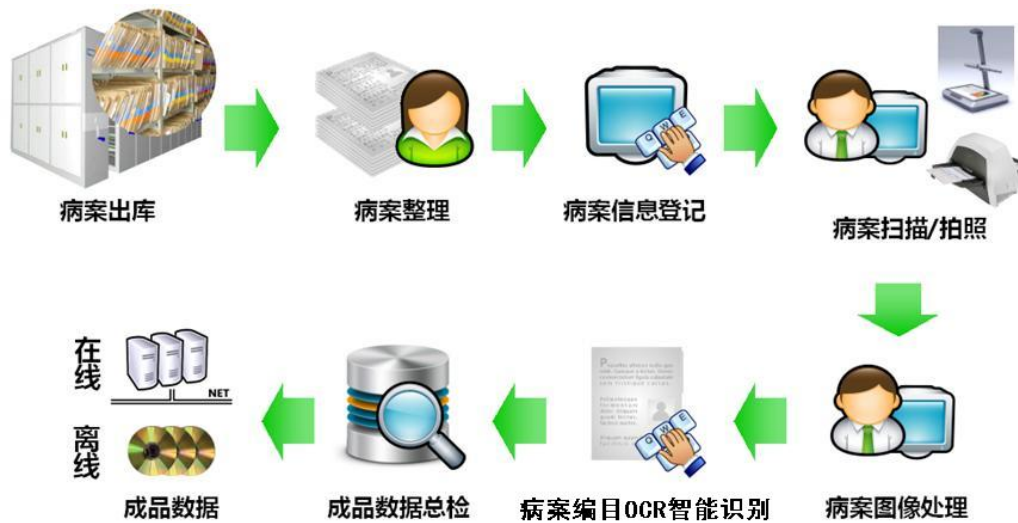 病案出库
病案整理
病案信息登记
病案扫描/拍照
在线
NET
离线
成品数据
成品数据总检
Q W E
病案编目OCR智能识别
病案图像处理